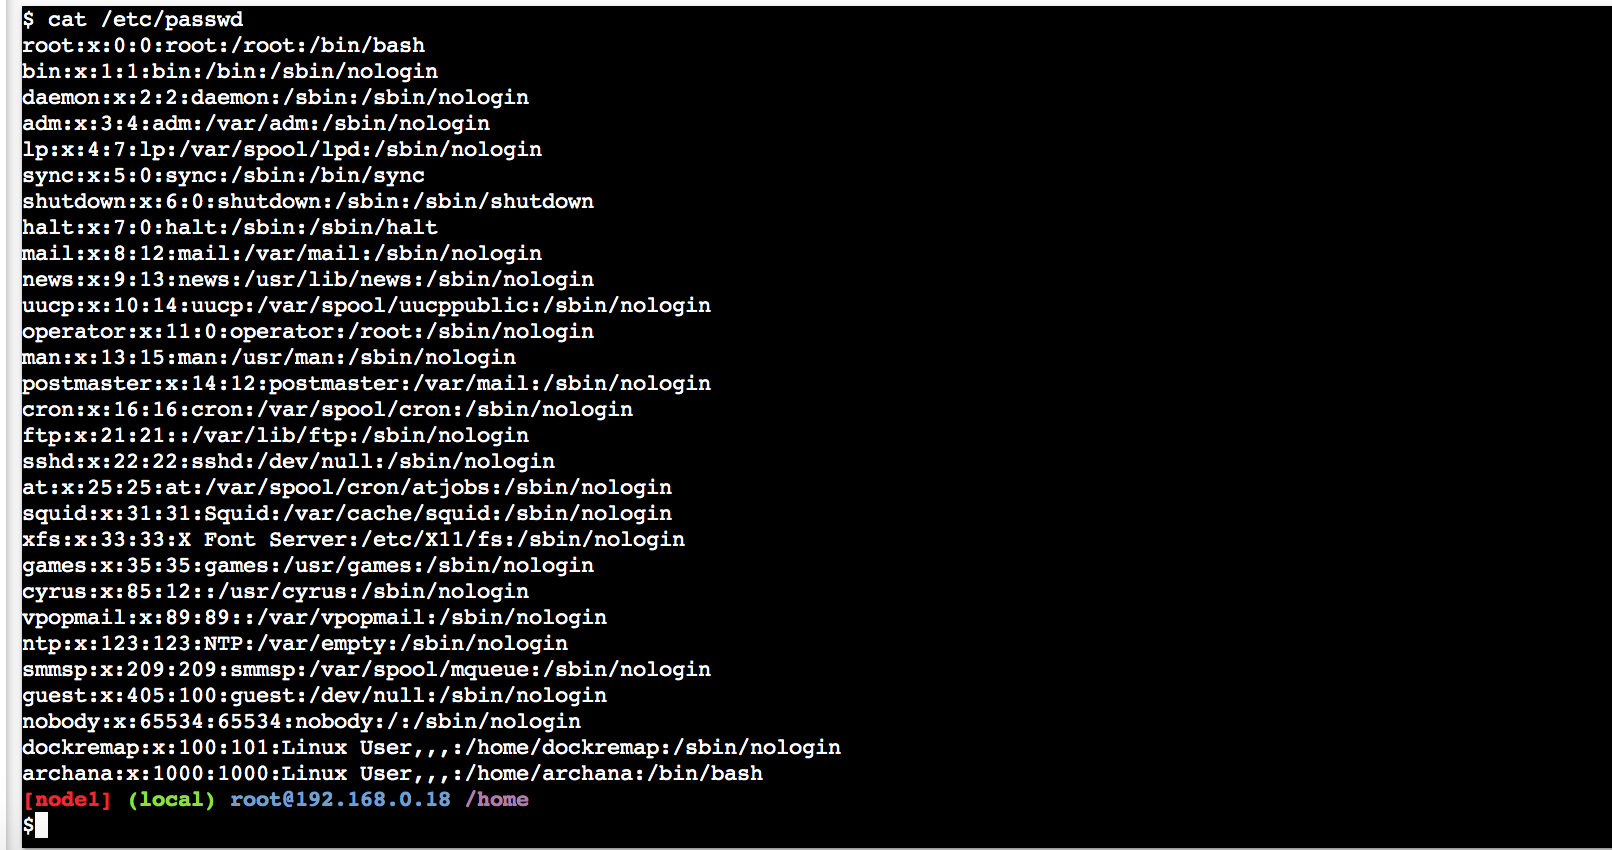 $ cat /etc/passwd
root:x:0:0:root:/root:/bin/bash
bin:x:1:1:bin:/bin:/sbin/nologin
daemon:x:2:2:daemon:/sbin:/sbin/nologin
adm:x:3:4:adm:/var/adm:/sbin/nologin
lp:x:4:7:lp:/var/spool/lpd:/sbin/nologin
sync:x:5:0:sync:/sbin:/bin/sync
shutdown:x:6:0:shutdown:/sbin:/sbin/shutdown
halt:x:7:0:halt:/sbin:/sbin/halt
mail:x:8:12:mail:/var/mail:/sbin/nologin
news:x:9:13:news:/usr/lib/news:/sbin/nologin
uucp:x:10:14:uucp:/var/spool/uucppublic:/sbin/nologin
operator:x:11:0:operator:/root:/sbin/nologin
man:x:13:15:man:/usr/man:/sbin/nologin
postmaster:x:14:12:postmaster:/var/mail:/sbin/nologin
cron:x:16:16:cron:/var/spool/cron:/sbin/nologin
ftp:x:21:21::/var/lib/ftp:/sbin/nologin
sshd:x:22:22:sshd:/dev/null:/sbin/nologin
at:x:25:25:at:/var/spool/cron/atjobs:/sbin/nologin
squid:x:31:31:Squid:/var/cache/squid:/sbin/nologin
xfs:x:33:33:X Font Server:/etc/X11/fs:/sbin/nologin
games:x:35:35:games:/usr/games:/sbin/nologin
cyrus:x:85:12::/usr/cyrus:/sbin/nologin
vpopmail:x:89:89::/var/vpopmail:/sbin/nologin
ntp:x:123:123:NTP:/var/empty:/sbin/nologin
smmsp:x:209:209:smmsp:/var/spool/mqueue:/sbin/nologin
guest:x:405:100:guest:/dev/null:/sbin/nologin
nobody:x:65534:65534:nobody:/:/sbin/nologin
dockremap:x:100:101:Linux User,,,:/home/dockremap:/sbin/nologin
archana:x:1000:1000:Linux User,,,:/home/archana:/bin/bash
[node1] (local) root@192.168.0.18 /home
$